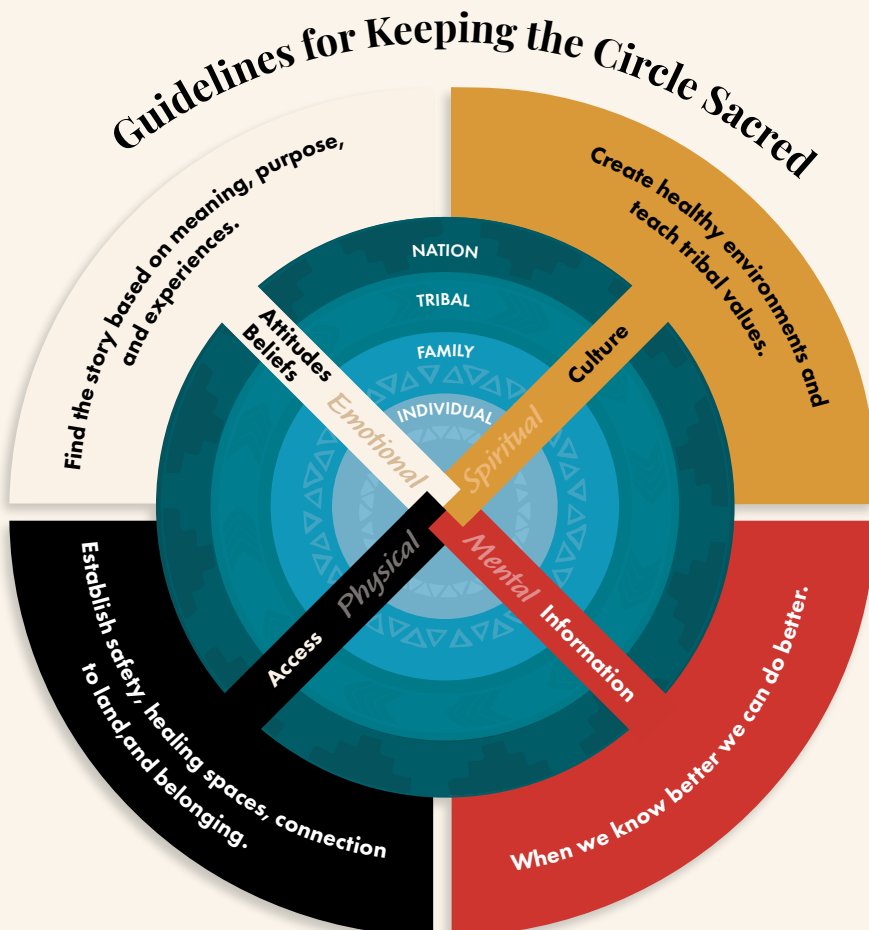 Guidelines for Keeping the Circle Sacred
Find the story based on meaning, purpose,
and experiences.
Create healthy environments and
teach tribal values.
NATION
TRIBAL
FAMILY
INDIVIDUAL
Attitudes
Beliefs
Emotional
Culture
Spiritual
Physical
Access
Mental
Information
Establish safety, healing spaces, connection
to land,and belonging.
When we know better we can do better.